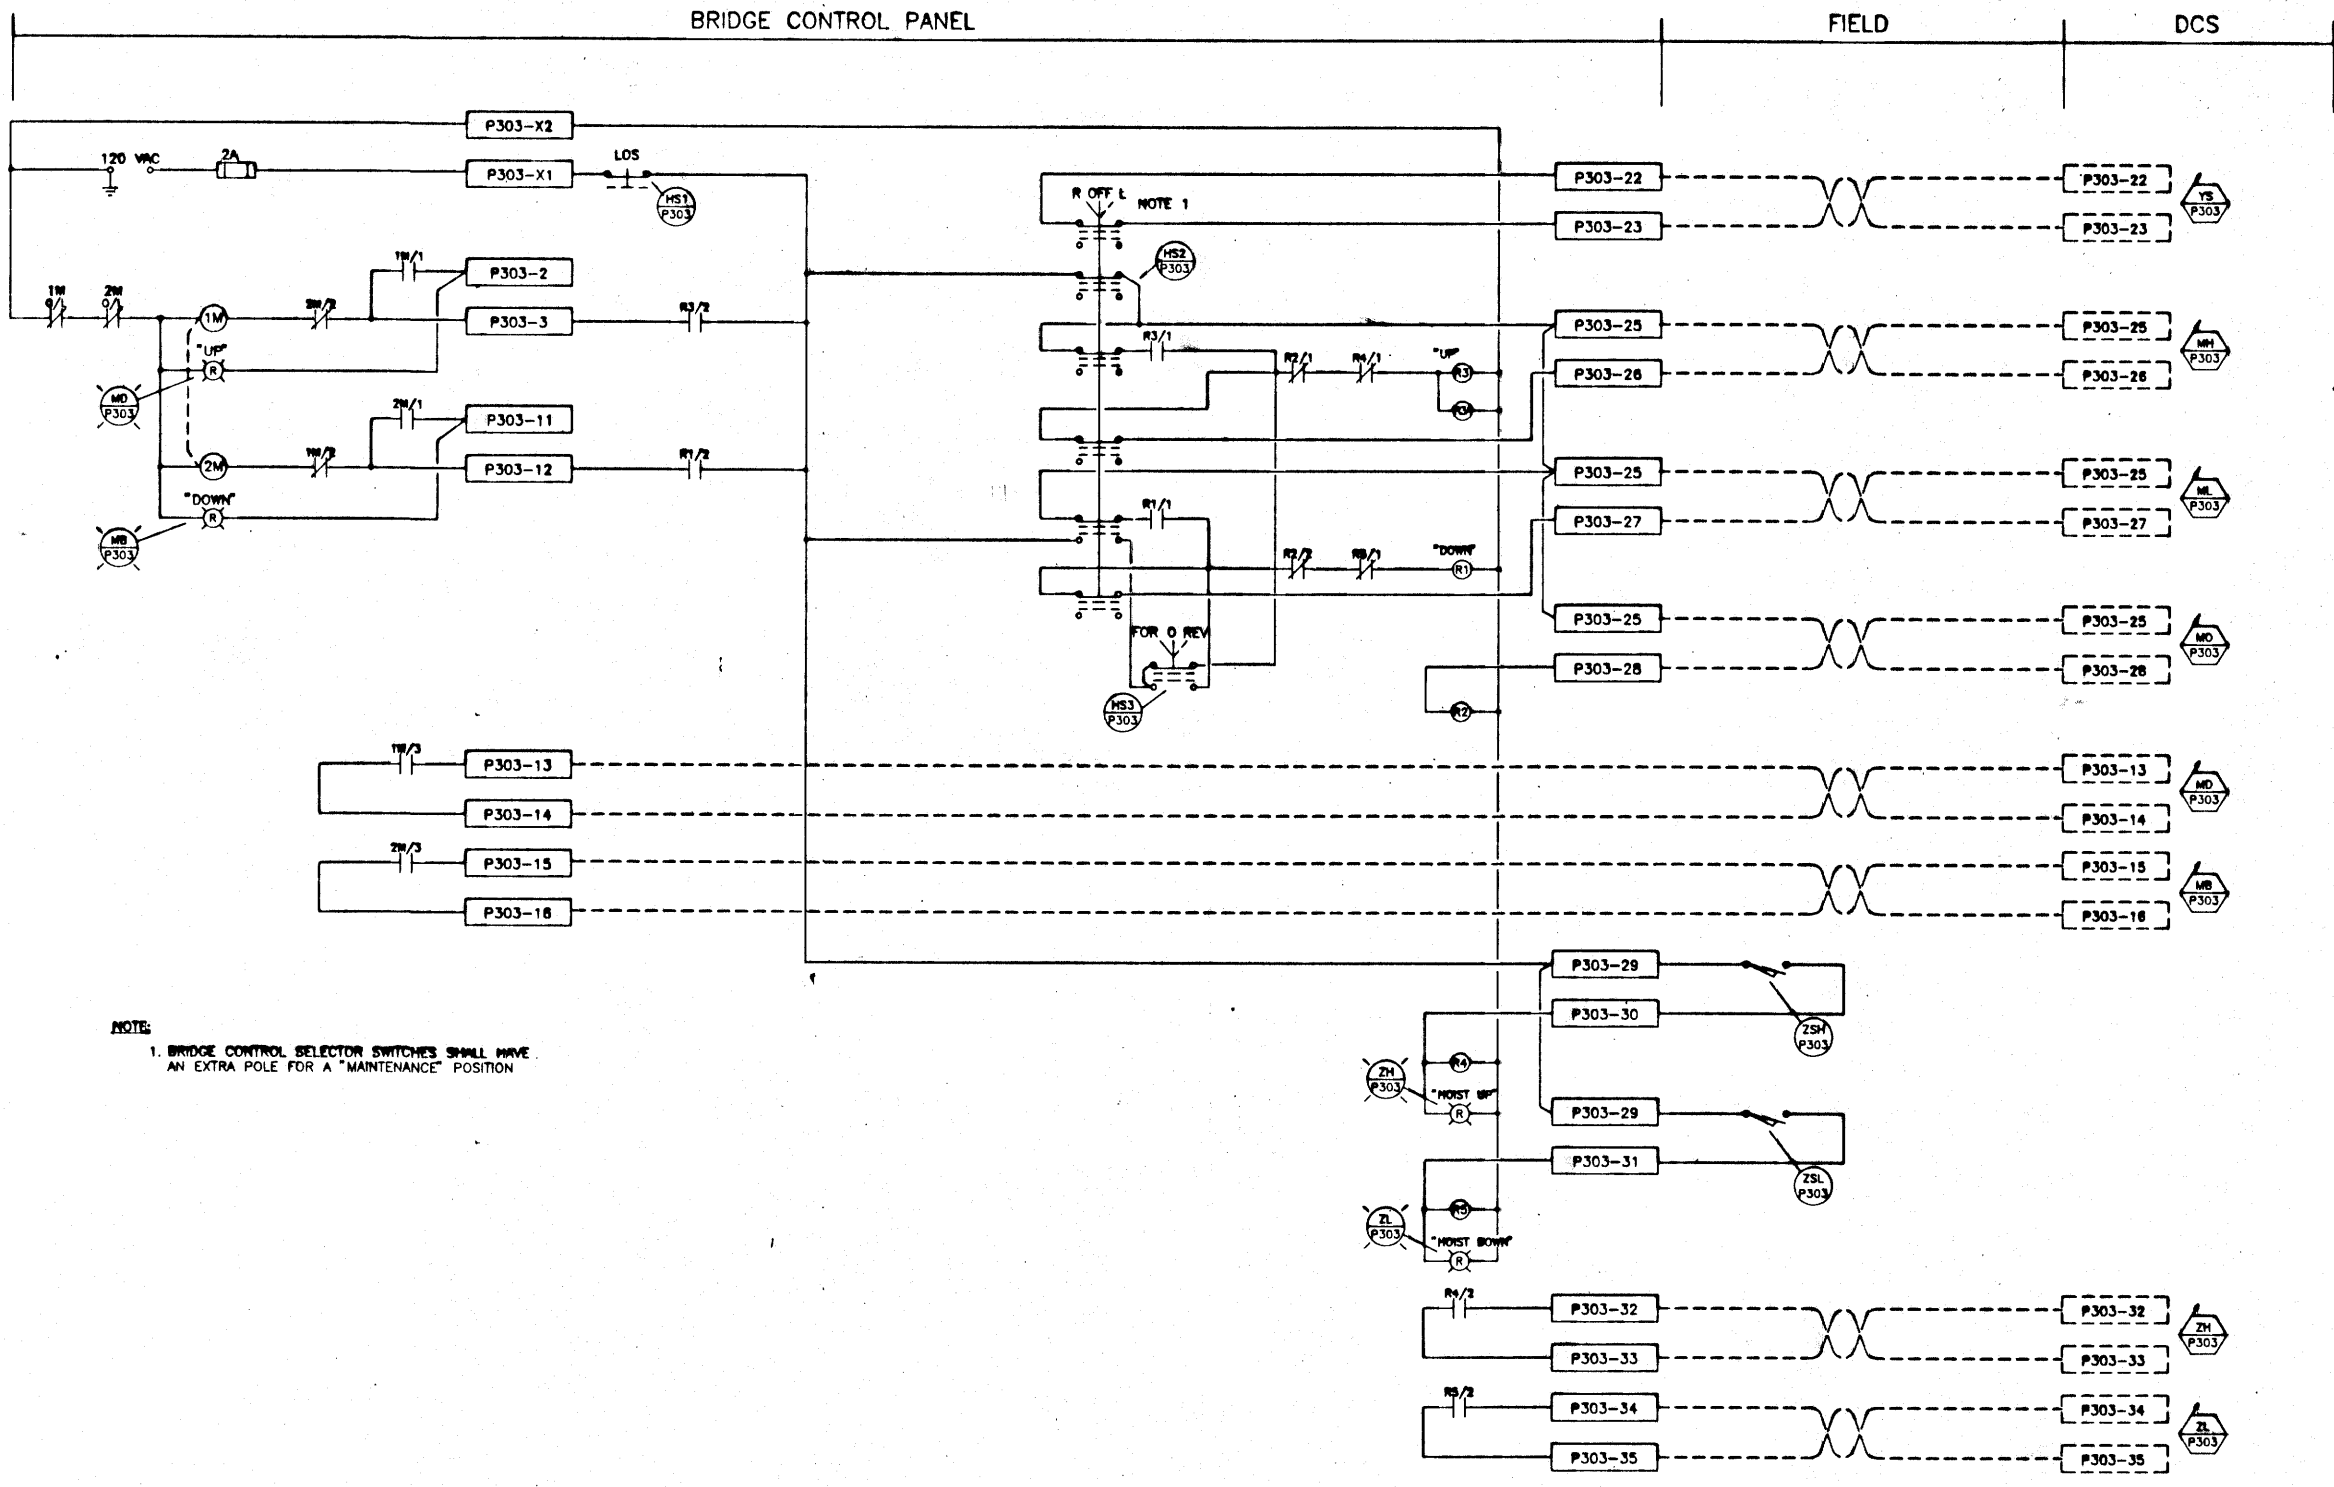 BRIDGE CONTROL PANEL
FIELD
DCS
P303-X2
120 VAC
2A
P303-X1
LOS
HS1
P303
R OFF L
NOTE 1
P303-22
P303-22
YS
P303
P303-23
P303-23
HS2
P303
1M/1
P303-2
1M
2M
1M
2M/2
P303-3
R3/2
R3/1
P303-25
P303-25
MH
P303
"UP"
R
R2/1
R4/1
"UP"
R3
P303-26
P303-26
MD
P303
2M/1
P303-11
2M
1M/2
P303-12
R1/2
P303-25
P303-25
ML
P303
"DOWN"
R
R1/1
P303-27
P303-27
MB
P303
R2/2
R5/1
"DOWN"
R1
P303-25
P303-25
MO
P303
FOR O REV
P303-28
P303-28
HS3
P303
R2
1M/3
P303-13
P303-13
MD
P303
P303-14
P303-14
2M/3
P303-15
P303-15
MB
P303
P303-16
P303-16
P303-29
P303-30
ZSH
P303
NOTE:
1. BRIDGE CONTROL SELECTOR SWITCHES SHALL HAVE
AN EXTRA POLE FOR A "MAINTENANCE" POSITION
R4
ZH
P303
"HOIST UP"
R
P303-29
P303-31
ZSL
P303
R5
ZL
P303
"HOIST DOWN"
R
R4/2
P303-32
P303-32
ZH
P303
P303-33
P303-33
R5/2
P303-34
P303-34
ZL
P303
P303-35
P303-35